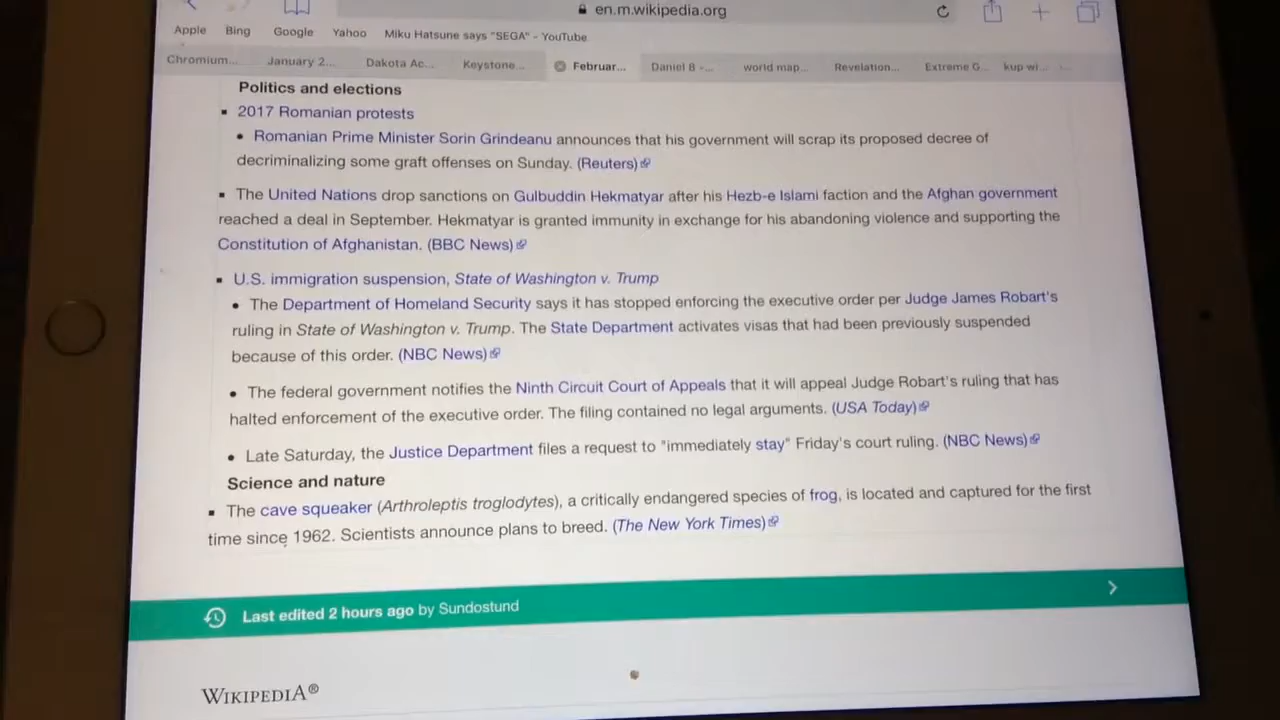 en.m.wikipedia.org
Apple Bing Google Yahoo Miku Hatsune says "SEGA" - YouTube
Chromium... January 2... Dakota Ac... Keystone... Februar... Daniel 8 -... world map... Revelation... Extreme G... kup wi...
Politics and elections
2017 Romanian protests
Romanian Prime Minister Sorin Grindeanu announces that his government will scrap its proposed decree of
decriminalizing some graft offenses on Sunday. (Reuters)
The United Nations drop sanctions on Gulbuddin Hekmatyar after his Hezb-e Islami faction and the Afghan government
reached a deal in September. Hekmatyar is granted immunity in exchange for his abandoning violence and supporting the
Constitution of Afghanistan. (BBC News)
U.S. immigration suspension, State of Washington v. Trump
The Department of Homeland Security says it has stopped enforcing the executive order per Judge James Robart's
ruling in State of Washington v. Trump. The State Department activates visas that had been previously suspended
because of this order. (NBC News)
The federal government notifies the Ninth Circuit Court of Appeals that it will appeal Judge Robart's ruling that has
halted enforcement of the executive order. The filing contained no legal arguments. (USA Today)
Late Saturday, the Justice Department files a request to "immediately stay" Friday's court ruling. (NBC News)
Science and nature
The cave squeaker (Arthroleptis troglodytes), a critically endangered species of frog, is located and captured for the first
time since 1962. Scientists announce plans to breed. (The New York Times)
Last edited 2 hours ago by Sundostund
WIKIPEDIA®